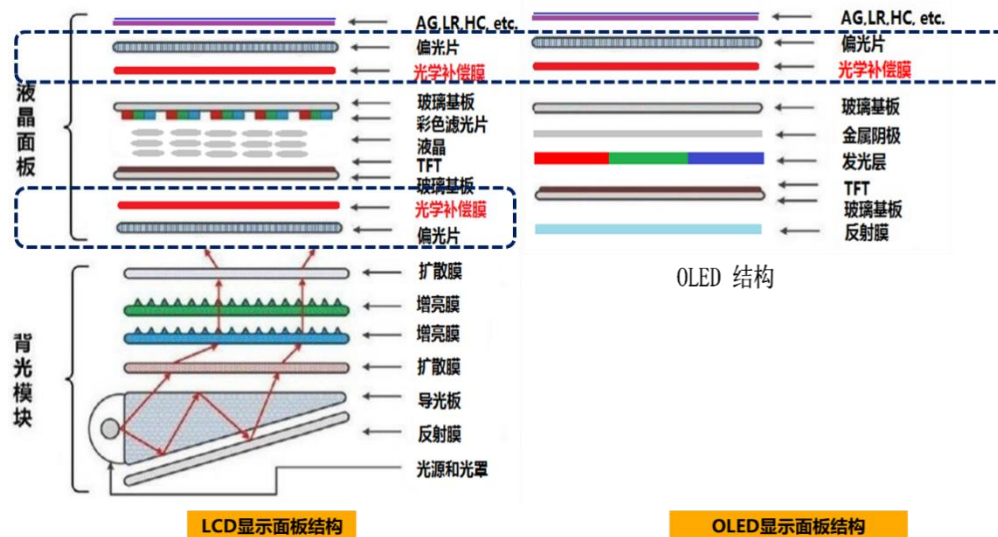 液晶面板
AG,LR,HC, etc.
偏光片
光学补偿膜
玻璃基板
彩色滤光片
液晶
TFT
玻璃基板
光学补偿膜
偏光片
背光模块
扩散膜
增亮膜
增亮膜
扩散膜
导光板
反射膜
光源和光罩
LCD显示面板结构
AG,LR,HC, etc.
偏光片
光学补偿膜
玻璃基板
金属阴极
发光层
TFT
玻璃基板
反射膜
OLED 结构
OLED显示面板结构